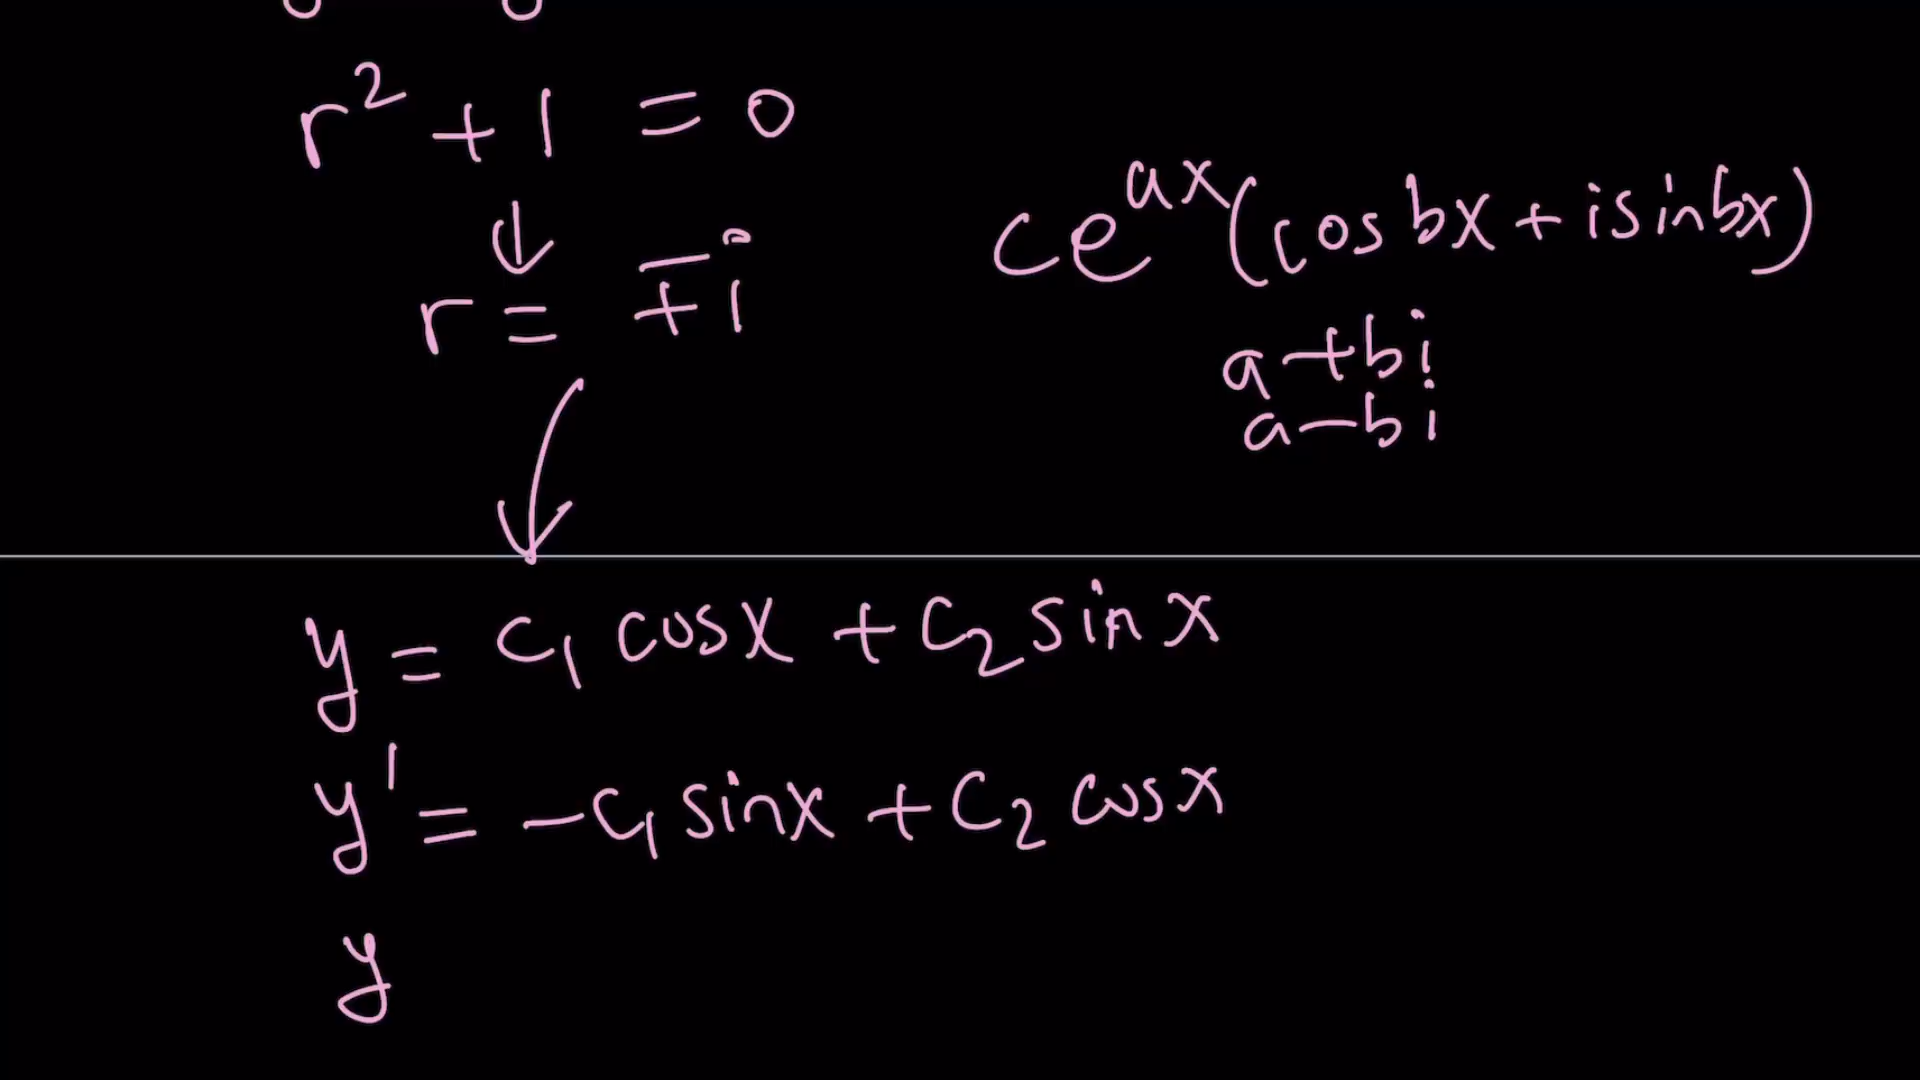 r² + 1 = 0
r = ∓i
ce^{ax}(cos bx + i sin bx)
a + bi
a - bi
y = c₁ cos x + c₂ sin x
y' = -c₁ sin x + c₂ cos x
y